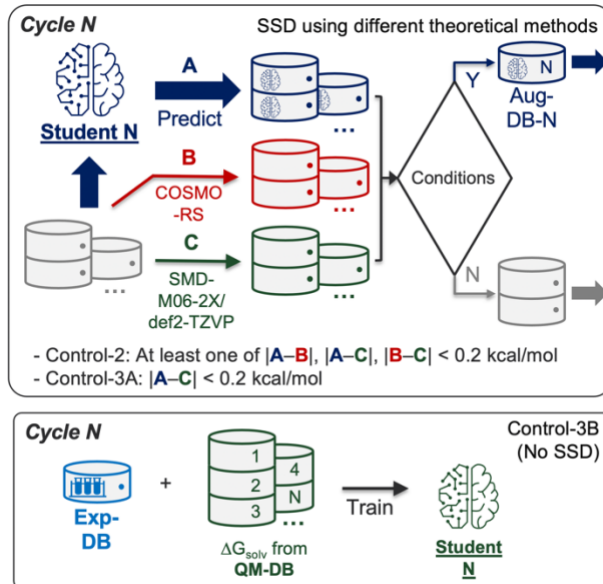 Cycle N
SSD using different theoretical methods
A
Student N
Predict
N
Y
Aug-
DB-N
...
B
COSMO
-RS
...
Conditions
C
SMD-
M06-2X/
def2-TZVP
...
...
N
- Control-2: At least one of |A–B|, |A–C|, |B–C| < 0.2 kcal/mol
- Control-3A: |A–C| < 0.2 kcal/mol
Cycle N
Control-3B
(No SSD)
Exp-
DB
+
1
2
3
4
N
...
ΔGsolv from
QM-DB
Train
Student
N